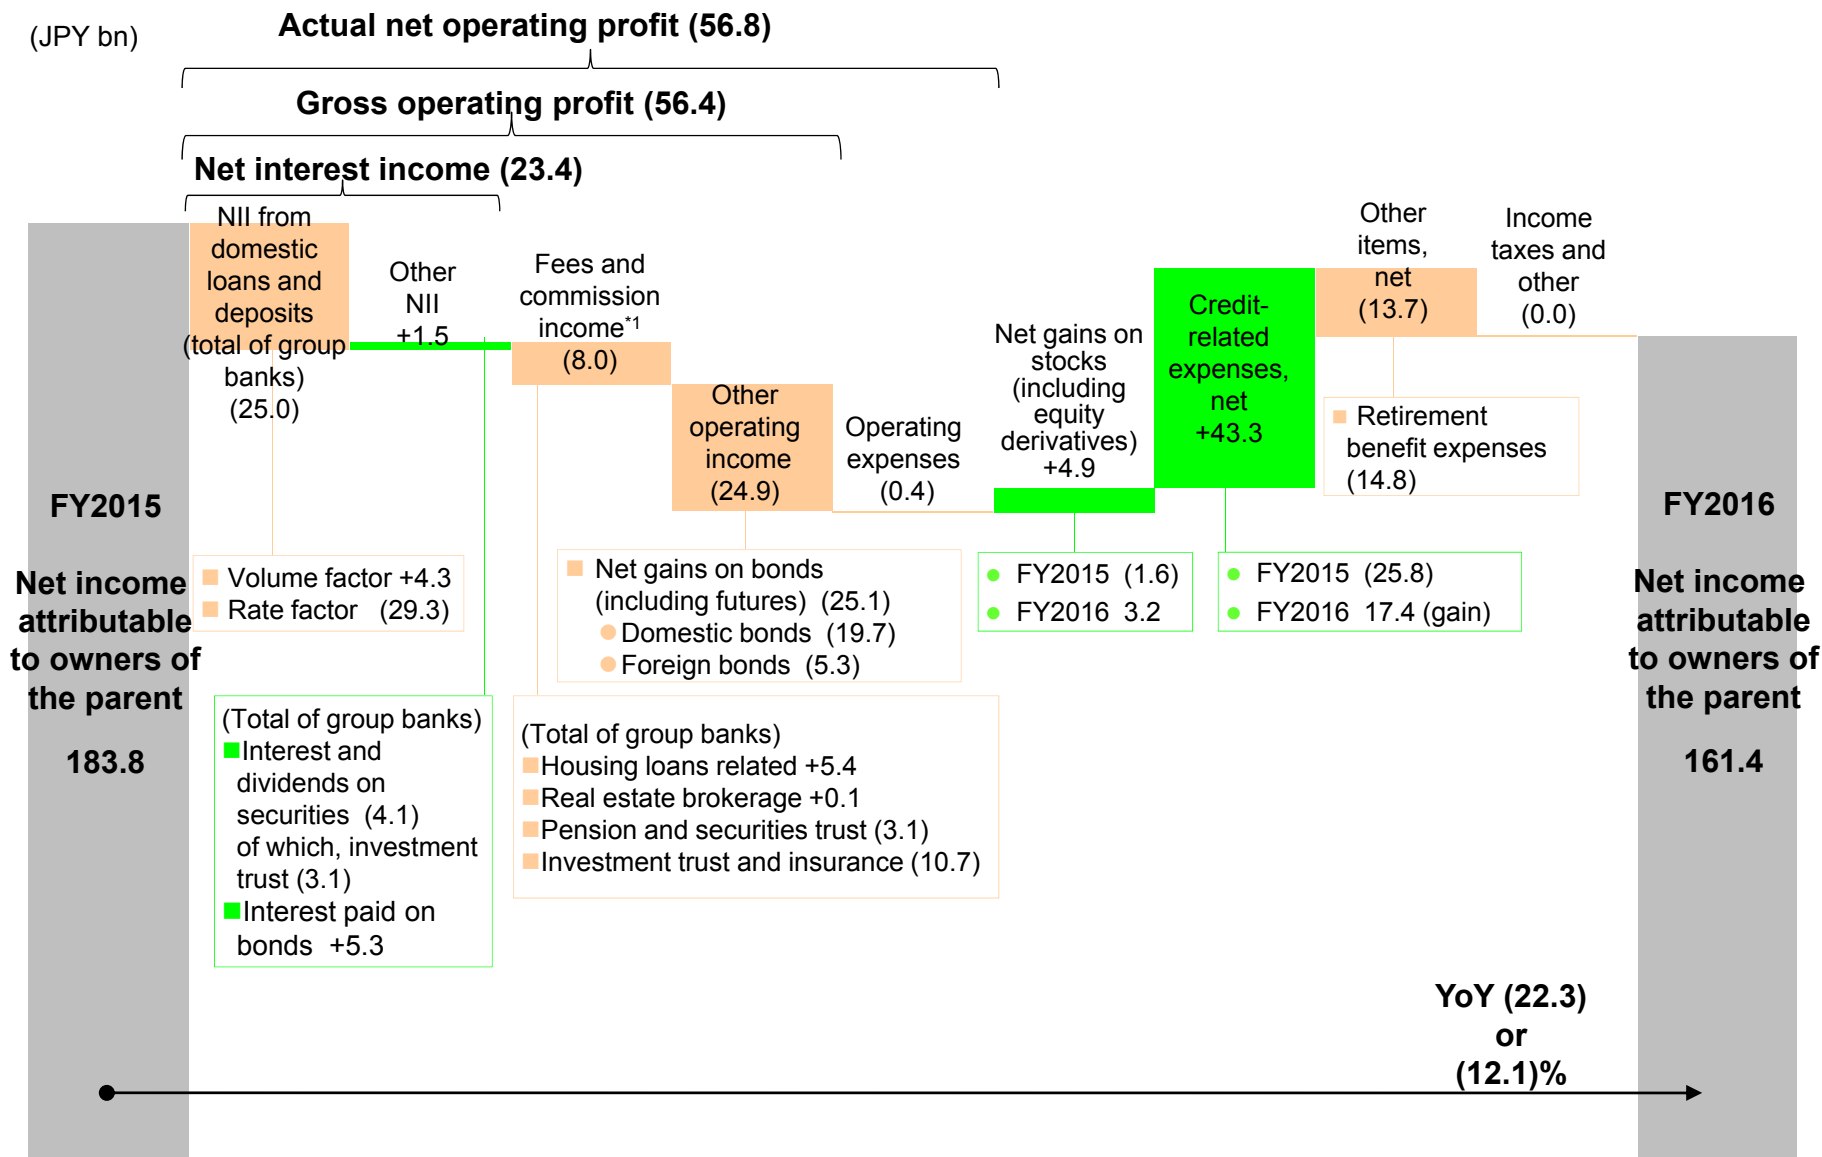 (JPY bn)
Actual net operating profit (56.8)
Gross operating profit (56.4)
Net interest income (23.4)
NII from
domestic
loans and
deposits
(total of group
banks)
(25.0)
Other
NII
+1.5
Fees and
commission
income*1
(8.0)
Other
operating
income
(24.9)
Operating
expenses
(0.4)
Net gains on
stocks
(including
equity
derivatives)
+4.9
Credit-
related
expenses,
net
+43.3
Other
items,
net
(13.7)
Income
taxes and
other
(0.0)
Retirement
benefit expenses
(14.8)
FY2015
Net income
attributable
to owners of
the parent
183.8
Volume factor +4.3
Rate factor (29.3)
Net gains on bonds
(including futures) (25.1)
Domestic bonds (19.7)
Foreign bonds (5.3)
FY2015 (1.6)
FY2016 3.2
FY2015 (25.8)
FY2016 17.4 (gain)
(Total of group banks)
Interest and
dividends on
securities (4.1)
of which, investment
trust (3.1)
Interest paid on
bonds +5.3
(Total of group banks)
Housing loans related +5.4
Real estate brokerage +0.1
Pension and securities trust (3.1)
Investment trust and insurance (10.7)
FY2016
Net income
attributable
to owners of
the parent
161.4
YoY (22.3)
or
(12.1)%